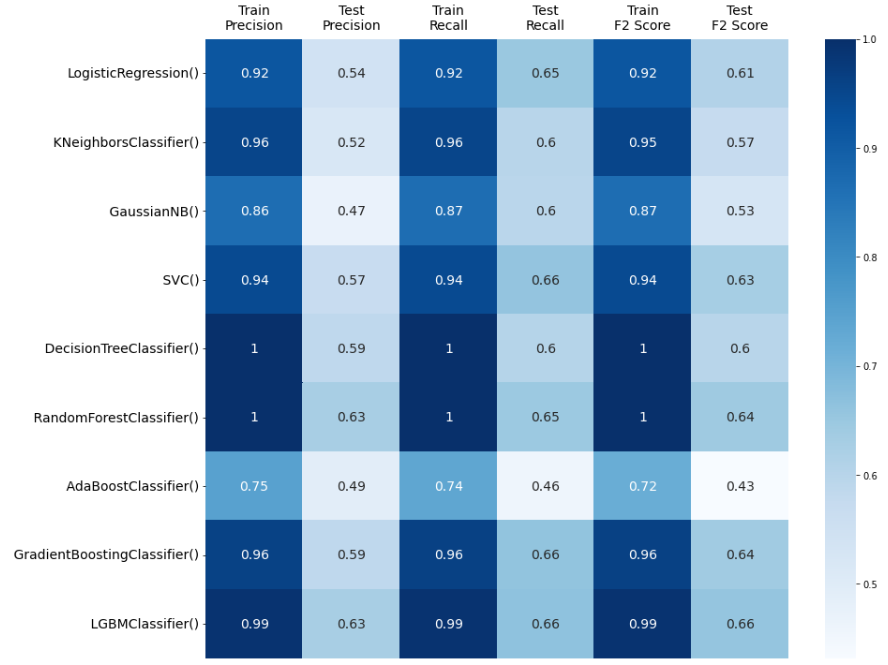 Train Precision
Test Precision
Train Recall
Test Recall
Train F2 Score
Test F2 Score
LogisticRegression() 0.92 0.54 0.92 0.65 0.92 0.61
KNeighborsClassifier() 0.96 0.52 0.96 0.6 0.95 0.57
GaussianNB() 0.86 0.47 0.87 0.6 0.87 0.53
SVC() 0.94 0.57 0.94 0.66 0.94 0.63
DecisionTreeClassifier() 1 0.59 1 0.6 1 0.6
RandomForestClassifier() 1 0.63 1 0.65 1 0.64
AdaBoostClassifier() 0.75 0.49 0.74 0.46 0.72 0.43
GradientBoostingClassifier() 0.96 0.59 0.96 0.66 0.96 0.64
LGBMClassifier() 0.99 0.63 0.99 0.66 0.99 0.66
1.0
0.9
0.8
0.7
0.6
0.5